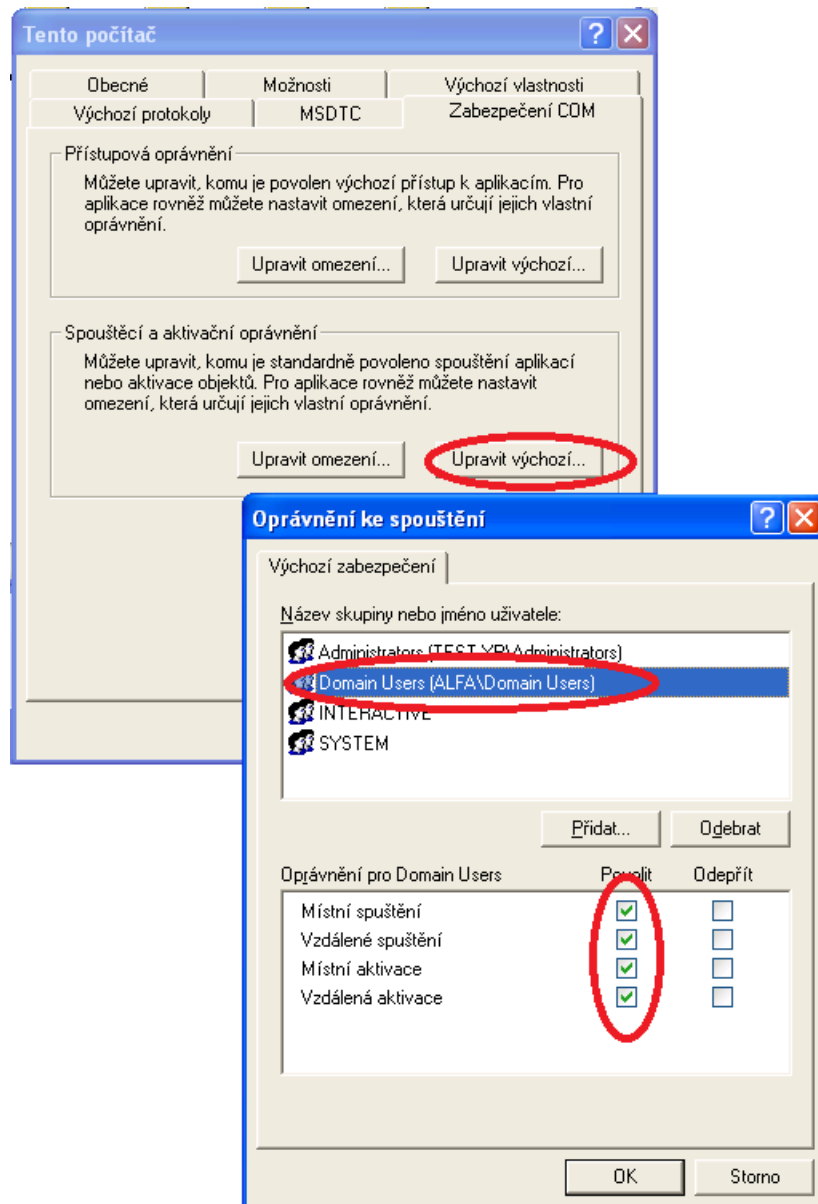 Tento počítač
Obecné
Možnosti
Výchozí vlastnosti
Výchozí protokoly
MSDTC
Zabezpečení COM
Přístupová oprávnění
Můžete upravit, komu je povolen výchozí přístup k aplikacím. Pro
aplikace rovněž můžete nastavit omezení, která určují jejich vlastní
oprávnění.
Upravit omezení...
Upravit výchozí...
Spouštěcí a aktivační oprávnění
Můžete upravit, komu je standardně povoleno spouštění aplikací
nebo aktivace objektů. Pro aplikace rovněž můžete nastavit
omezení, která určují jejich vlastní oprávnění.
Upravit omezení...
Upravit výchozí...
Oprávnění ke spouštění
Výchozí zabezpečení
Název skupiny nebo jméno uživatele:
Administrators (TEST-XP\Administrators)
Domain Users (ALFA\Domain Users)
INTERACTIVE
SYSTEM
Přidat...
Odebrat
Oprávnění pro Domain Users
Povolit
Odepřít
Místní spuštění
Vzdálené spuštění
Místní aktivace
Vzdálená aktivace
OK
Storno